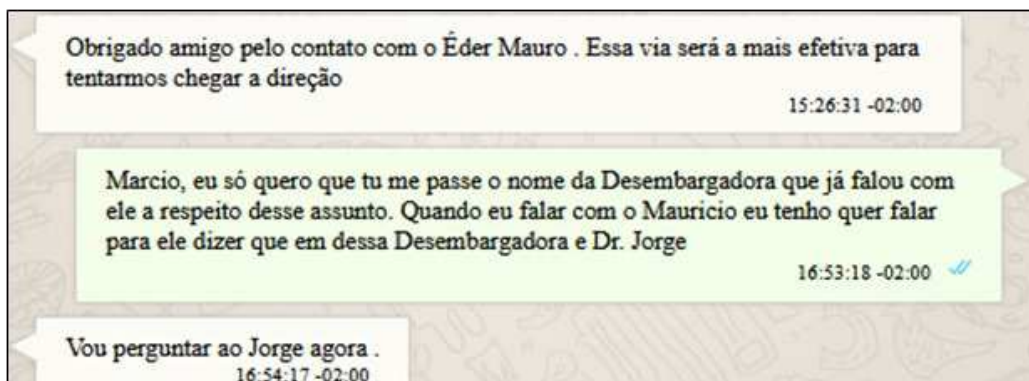 Obrigado amigo pelo contato com o Éder Mauro . Essa via será a mais efetiva para
tentarmos chegar a direção
15:26:31 -02:00
Marcio, eu só quero que tu me passe o nome da Desembargadora que já falou com
ele a respeito desse assunto. Quando eu falar com o Mauricio eu tenho quer falar
para ele dizer que em dessa Desembargadora e Dr. Jorge
16:53:18 -02:00
Vou perguntar ao Jorge agora .
16:54:17 -02:00